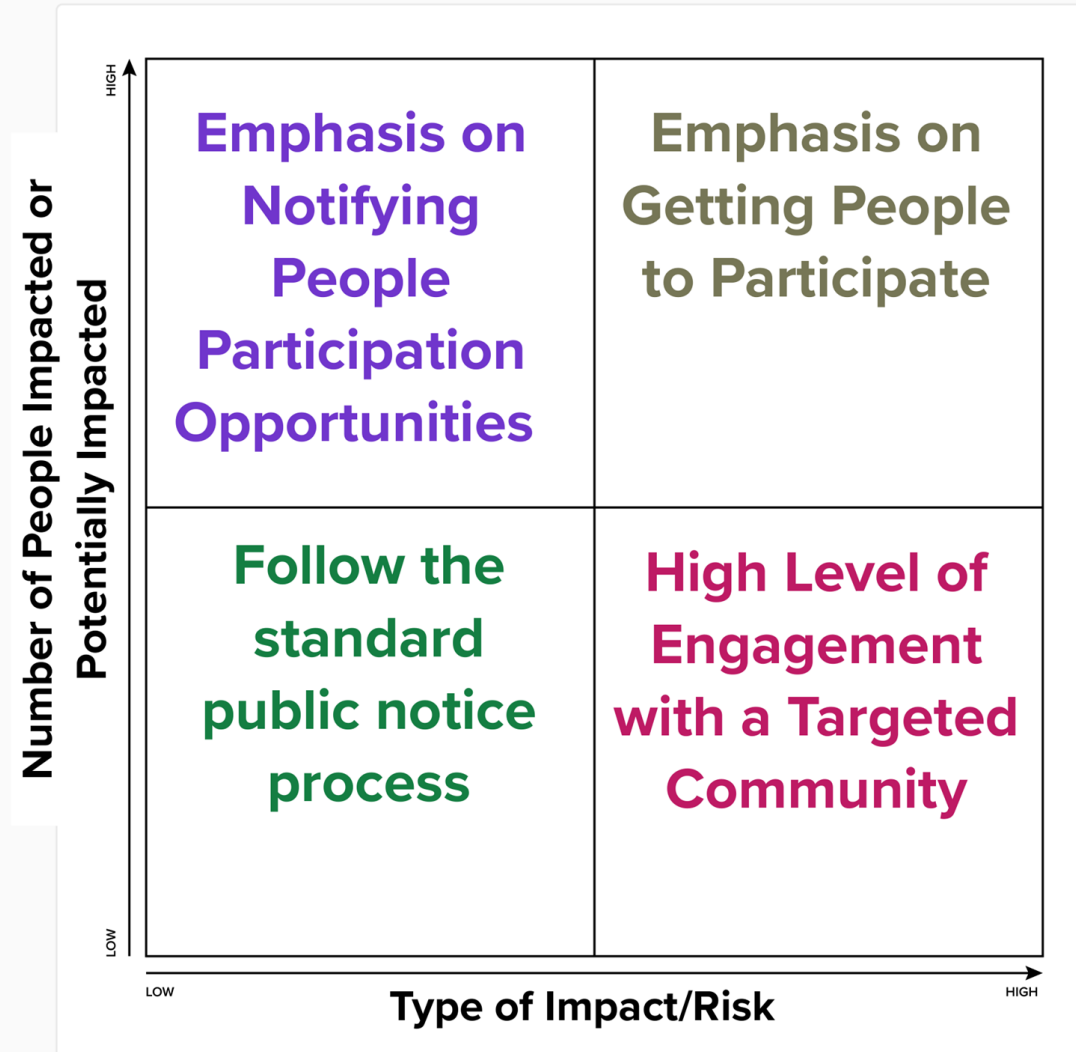 HIGH
Number of People Impacted or
Potentially Impacted
LOW
Emphasis on
Notifying
People
Participation
Opportunities
Emphasis on
Getting People
to Participate
Follow the
standard
public notice
process
High Level of
Engagement
with a Targeted
Community
LOW
Type of Impact/Risk
HIGH